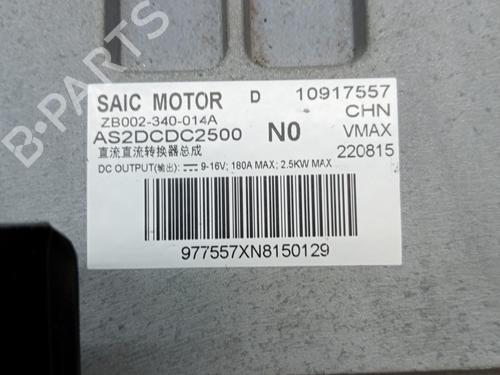 B-PARTS
SAIC MOTOR D 10917557
ZB002-340-014A CHN
AS2DCDC2500 N0 VMAX
直流直流转换器总成 220815
DC OUTPUT(输出): 9-16V; 180A MAX; 2.5KW MAX
977557XN8150129